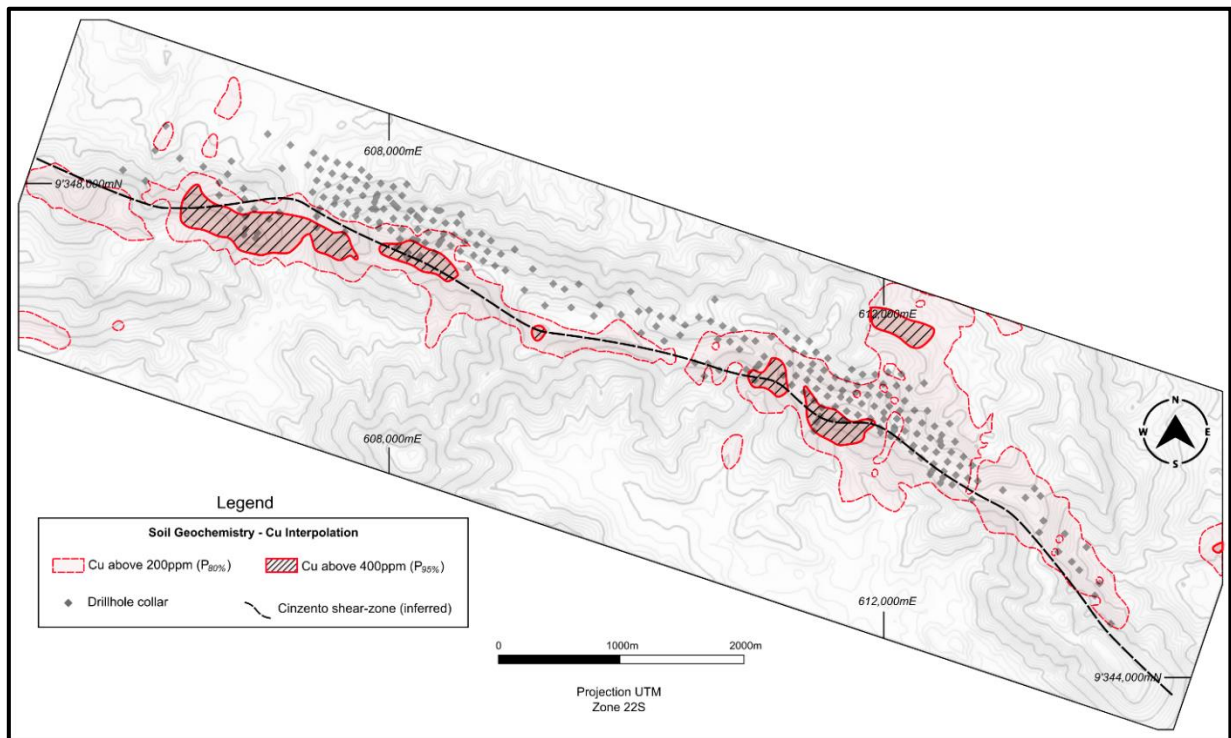 608,000mE
9'348,000mN
612,000mE
N
W
E
S
608,000mE
Legend
Soil Geochemistry - Cu Interpolation
Cu above 200ppm (P80%)
Cu above 400ppm (P95%)
Drillhole collar
Cinzento shear-zone (inferred)
612,000mE
0
1000m
2000m
9'344,000mN
Projection UTM
Zone 22S